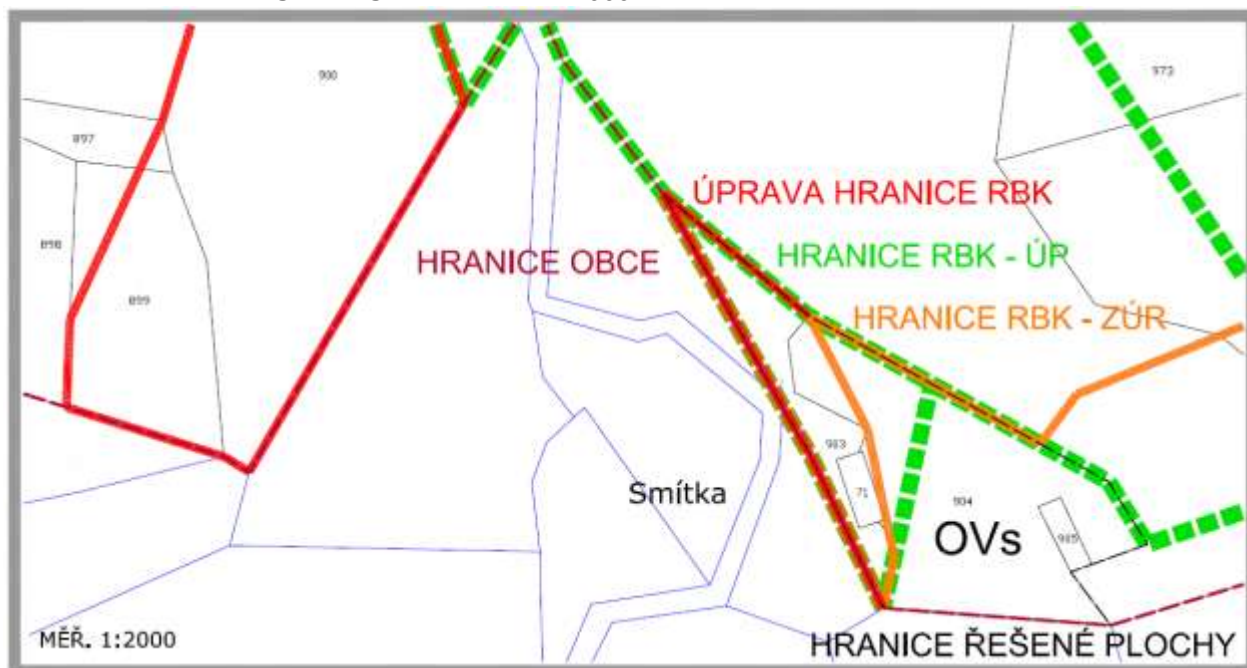 973
900
897
ÚPRAVA HRANICE RBK
898
HRANICE OBCE
HRANICE RBK - ÚP
899
HRANICE RBK - ZÚR
903
Smítka
71
904
OVs
905
MĚŘ. 1:2000
HRANICE ŘEŠENÉ PLOCHY